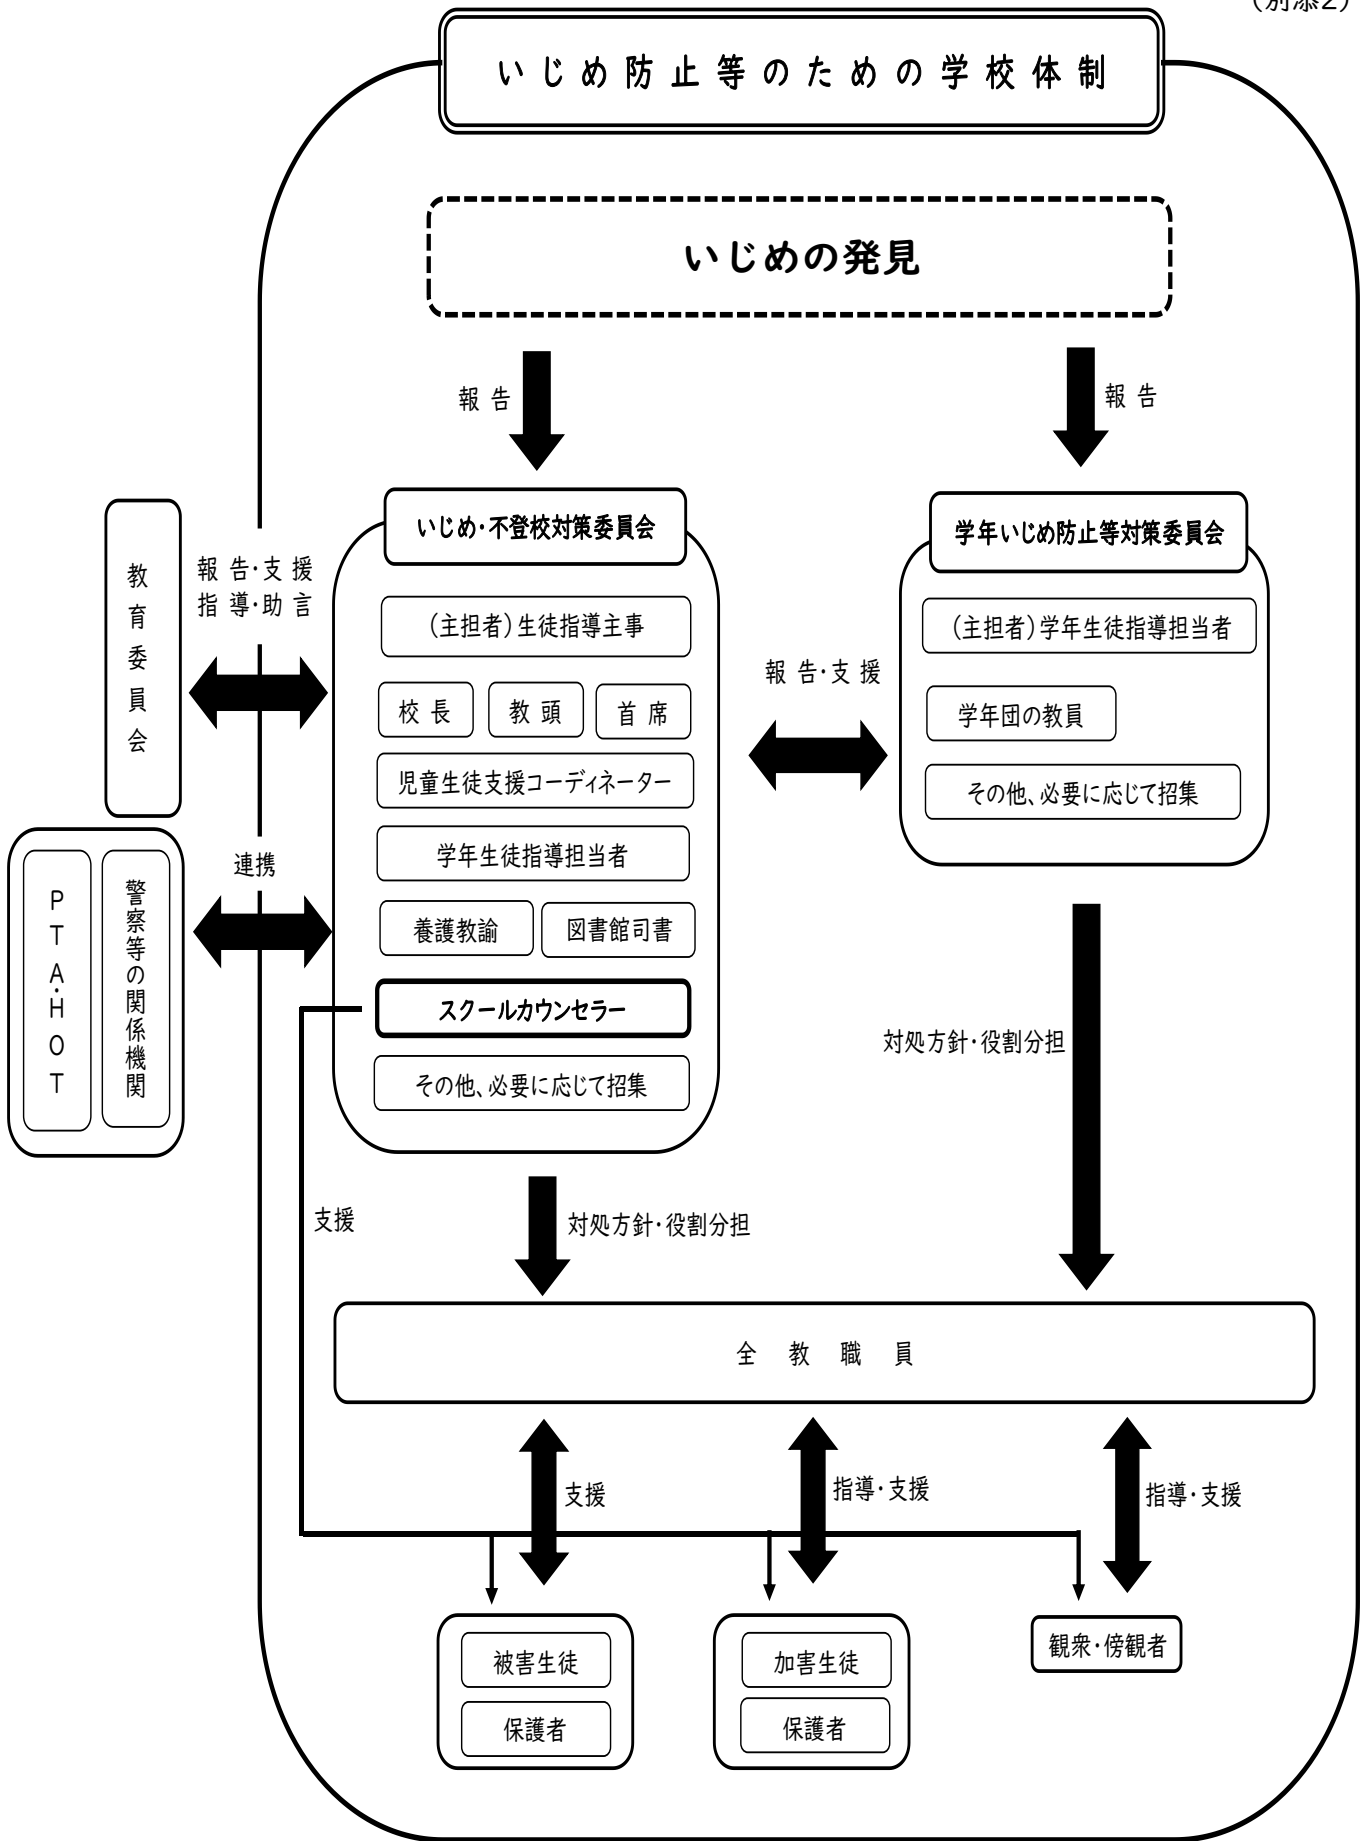 (別添2)
いじめ防止等のための学校体制
いじめの発見
報告
報告
いじめ・不登校対策委員会
(主担者)生徒指導主事
校長
教頭
首席
児童生徒支援コーディネーター
学年生徒指導担当者
養護教諭
図書館司書
スクールカウンセラー
その他、必要に応じて招集
学年いじめ防止等対策委員会
(主担者)学年生徒指導担当者
学年団の教員
その他、必要に応じて招集
報告・支援
教育委員会
報告・支援
指導・助言
連携
PTA・HOT
警察等の関係機関
対処方針・役割分担
支援
対処方針・役割分担
全教職員
支援
指導・支援
指導・支援
被害生徒
保護者
加害生徒
保護者
観衆・傍観者